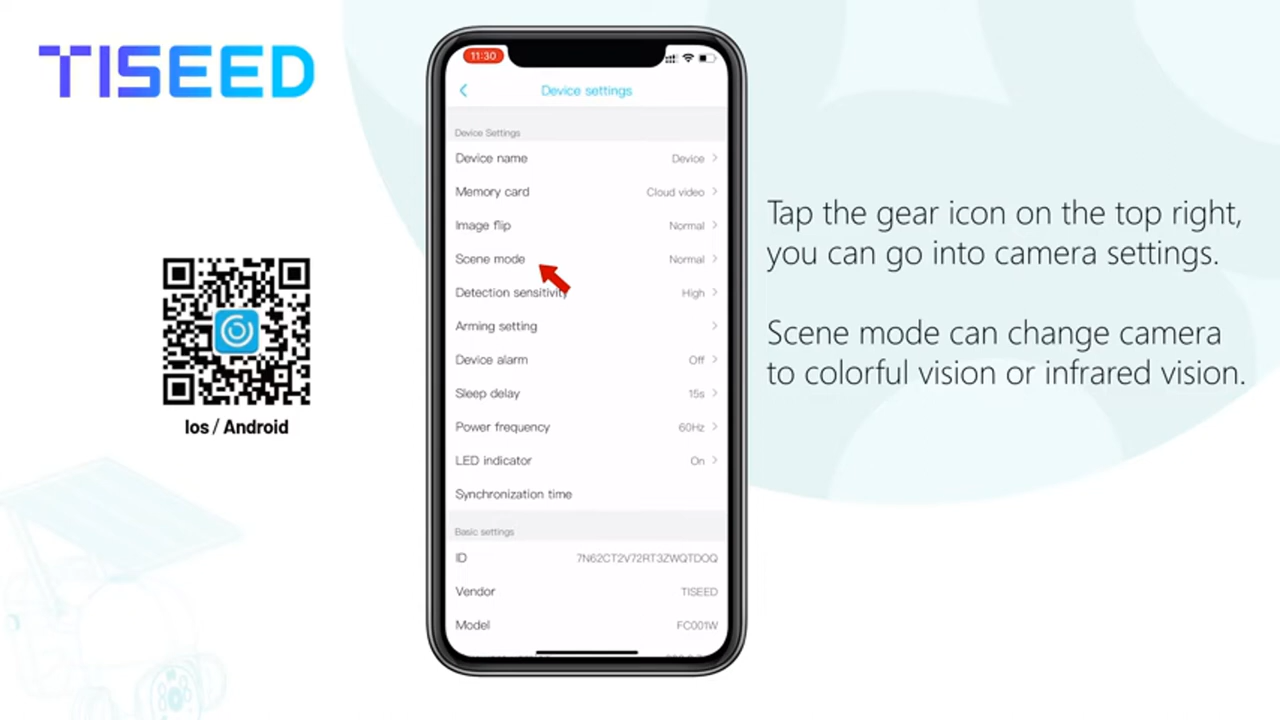 TISEED
11:30
Device settings
Device Settings
Device name Device
Memory card Cloud video
Image flip Normal
Scene mode Normal
Detection sensitivity High
Arming setting
Device alarm Off
Sleep delay 15s
Power frequency 60Hz
LED indicator On
Synchronization time
Basic settings
ID 7N62CT2V72RT3ZWQTDOQ
Vendor TISEED
Model FC001W
Ios / Android
Tap the gear icon on the top right,
you can go into camera settings.
Scene mode can change camera
to colorful vision or infrared vision.